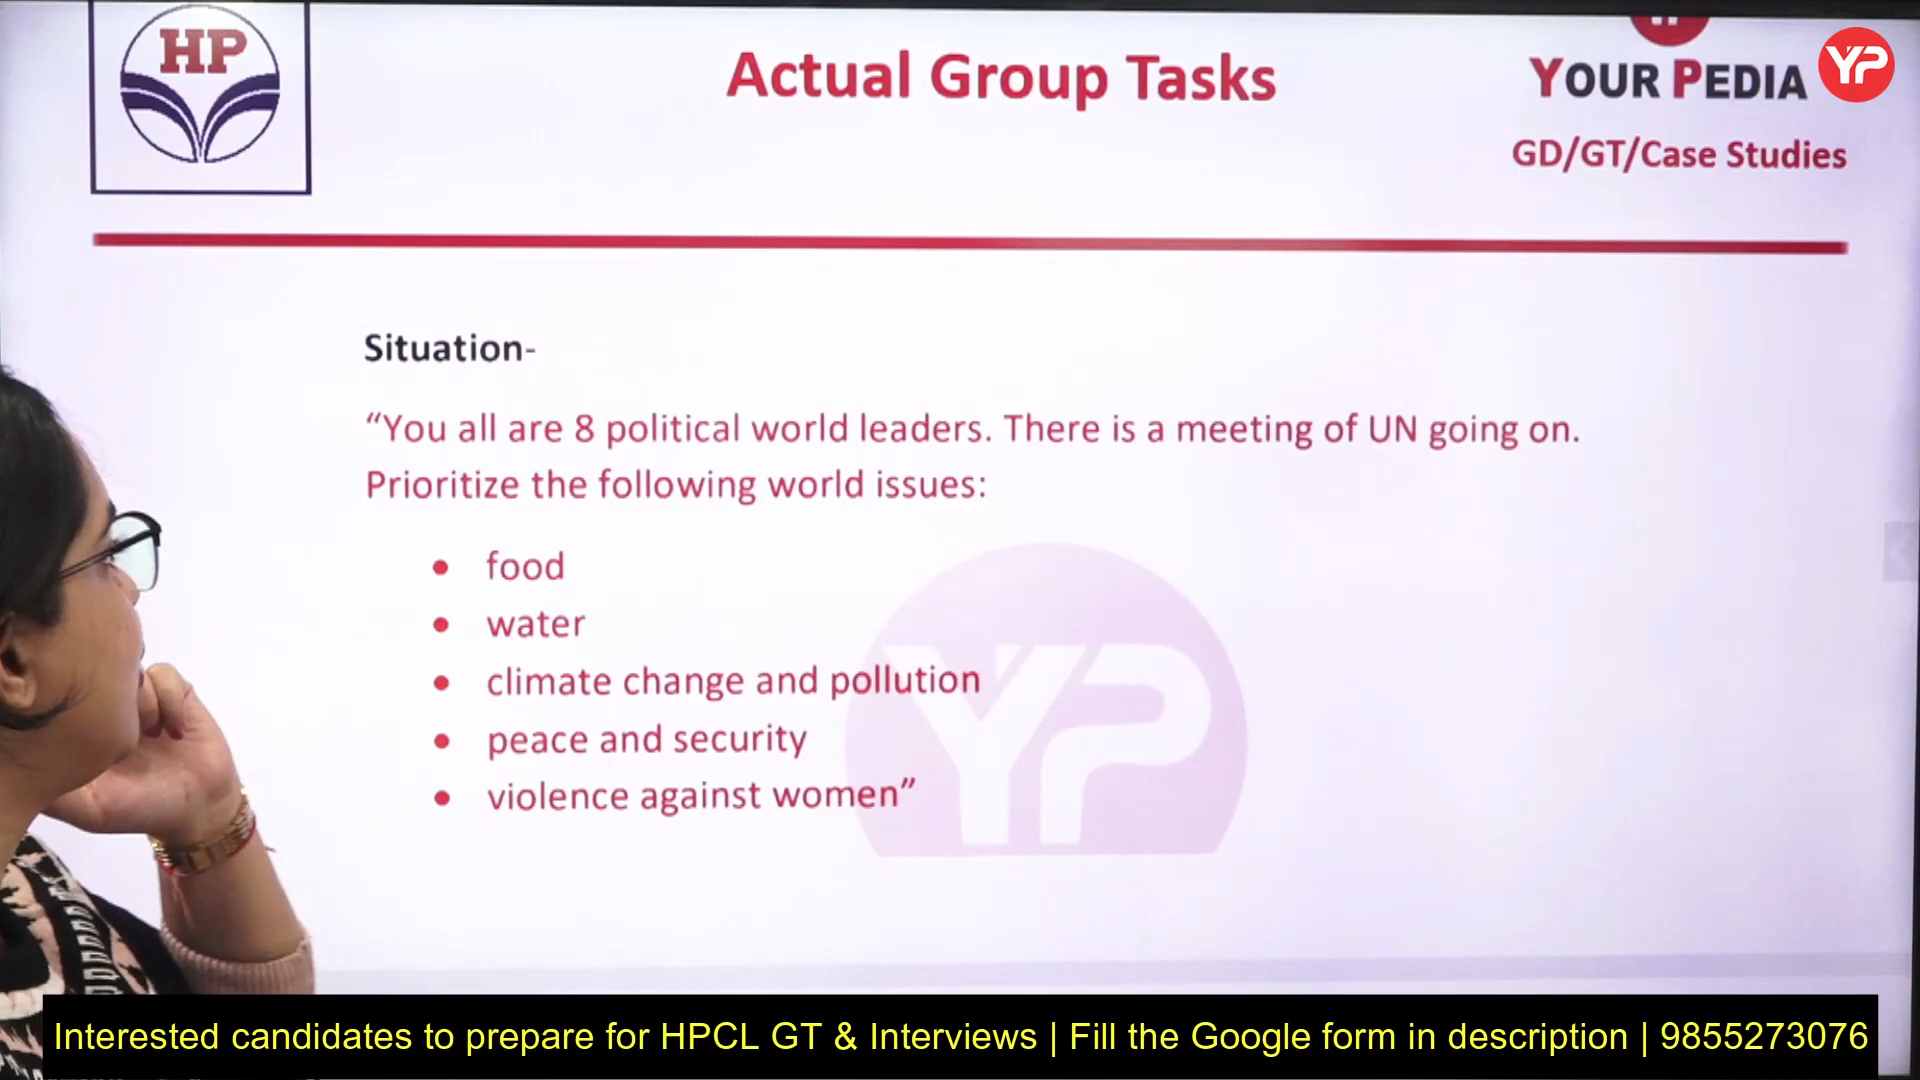 HP
Actual Group Tasks
YOUR PEDIA
YP
GD/GT/Case Studies
Situation-
“You all are 8 political world leaders. There is a meeting of UN going on.
Prioritize the following world issues:
• food
• water
• climate change and pollution
• peace and security
• violence against women”
YP
Interested candidates to prepare for HPCL GT & Interviews | Fill the Google form in description | 9855273076